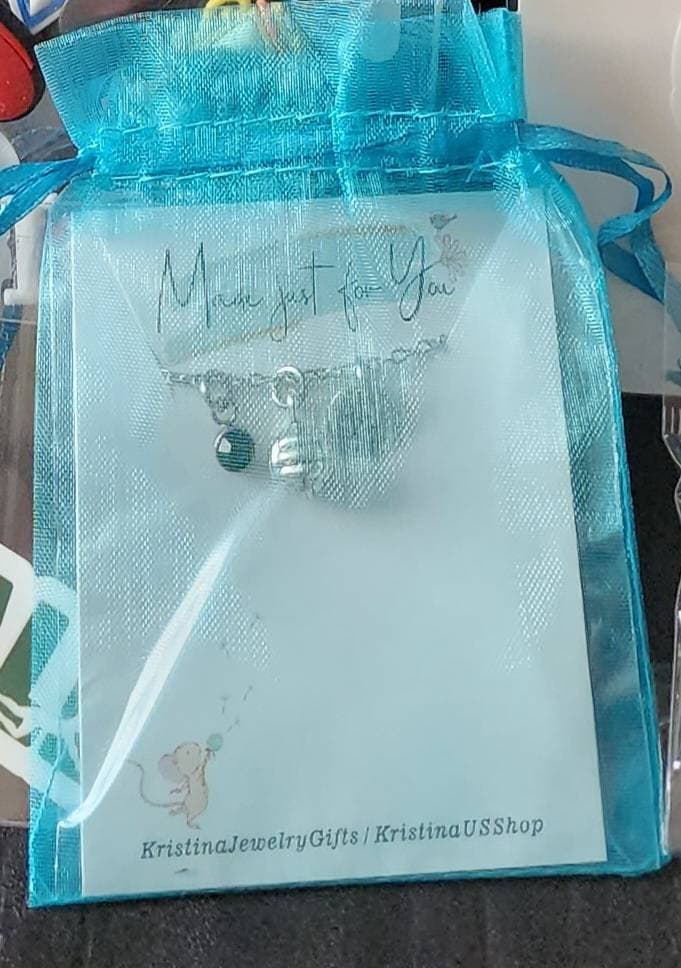 Made just for You
KristinaJewelryGifts / KristinaUSShop